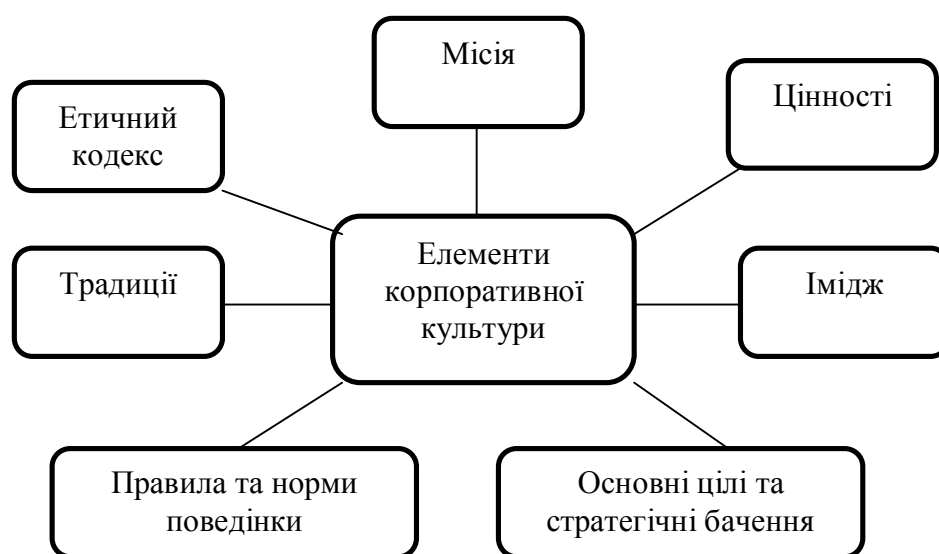 Місія
Цінності
Етичний
кодекс
Елементи
корпоративної
культури
Традиції
Імідж
Правила та норми
поведінки
Основні цілі та
стратегічні бачення